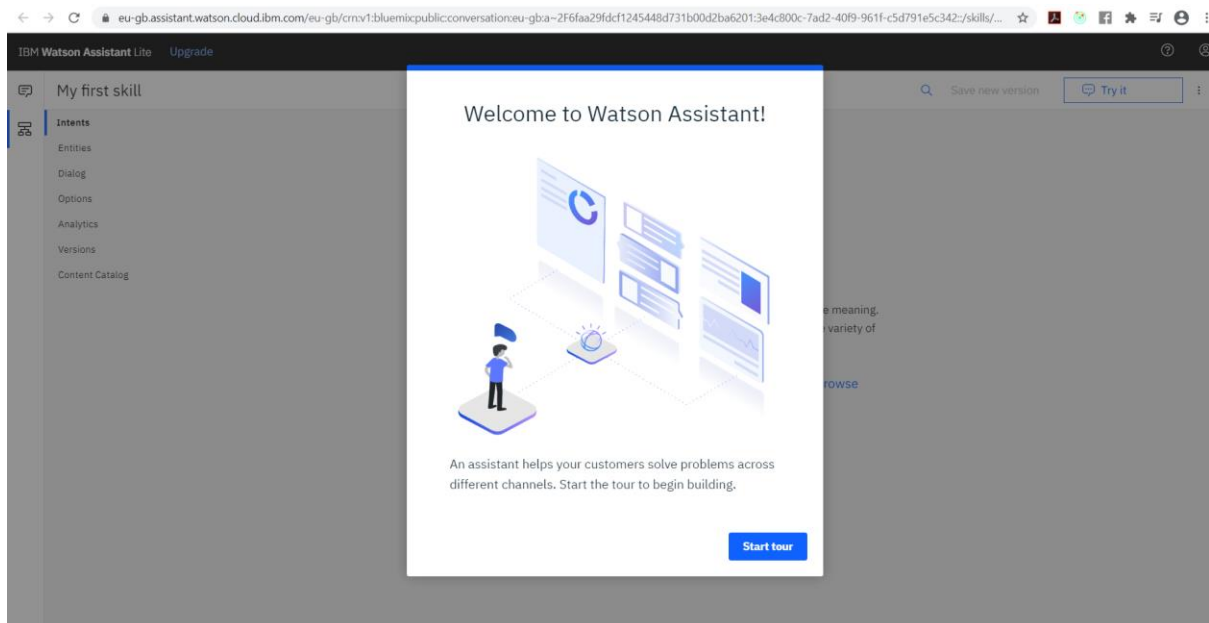 eu-gb.assistant.watson.cloud.ibm.com/eu-gb/crn:v1:bluemix:public:conversation:eu-gb:a~2F6faa29fdcf1245448d731b00d2ba6201:3e4c800c-7ad2-40f9-961f-c5d791e5c342::/skills/...
IBM Watson Assistant Lite Upgrade
My first skill Save new version Try it
Intents
Entities
Dialog
Options
Analytics
Versions
Content Catalog
Welcome to Watson Assistant!
meaning.
variety of
An assistant helps your customers solve problems across
different channels. Start the tour to begin building.
Start tour